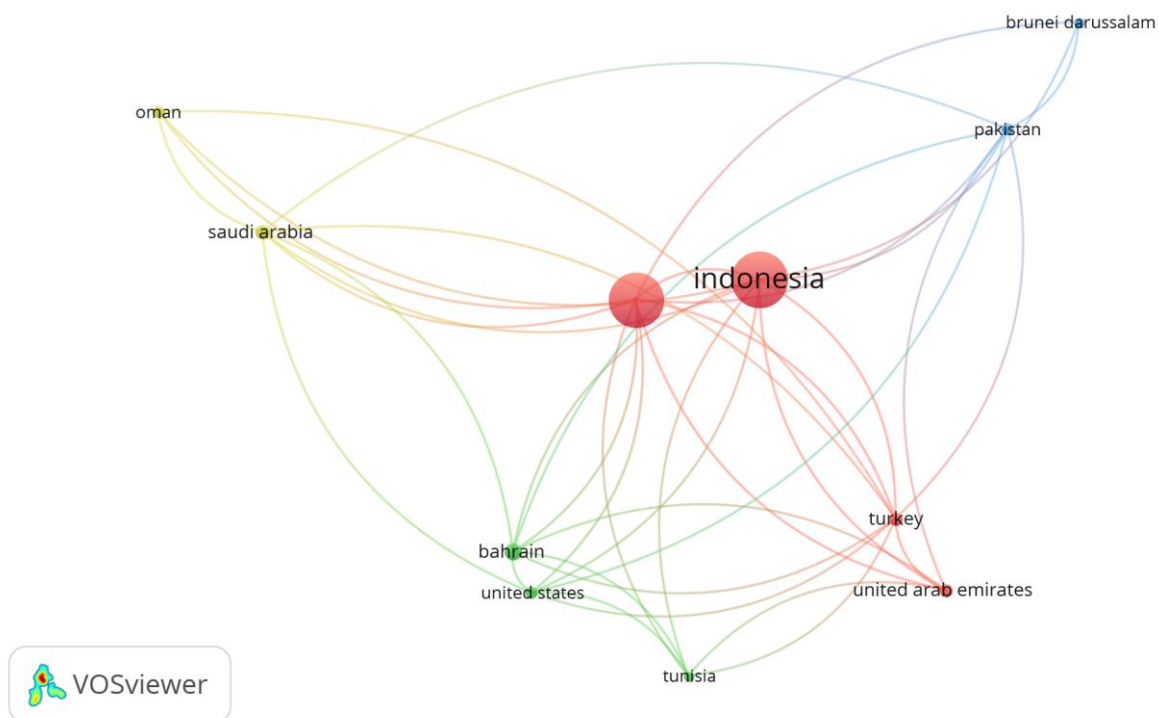 brunei darussalam
oman
pakistan
saudi arabia
indonesia
turkey
bahrain
united arab emirates
united states
tunisia
VOSviewer